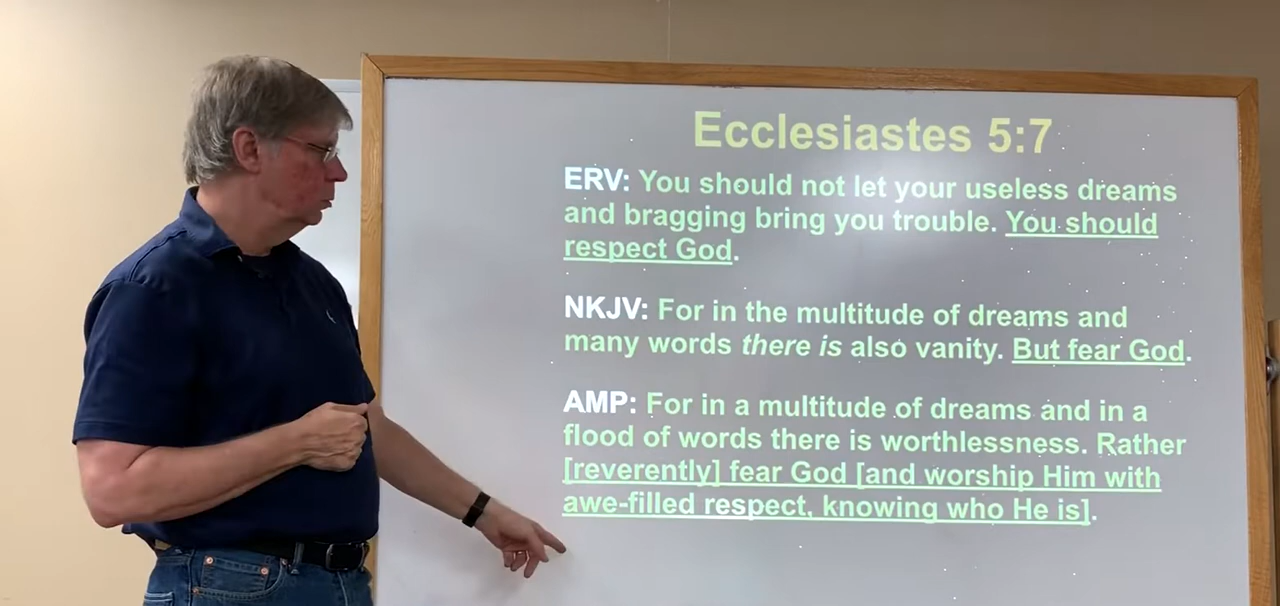 Ecclesiastes 5:7
ERV: You should not let your useless dreams
and bragging bring you trouble. You should
respect God.
NKJV: For in the multitude of dreams and
many words there is also vanity. But fear God.
AMP: For in a multitude of dreams and in a
flood of words there is worthlessness. Rather
[reverently] fear God [and worship Him with
awe-filled respect, knowing who He is].